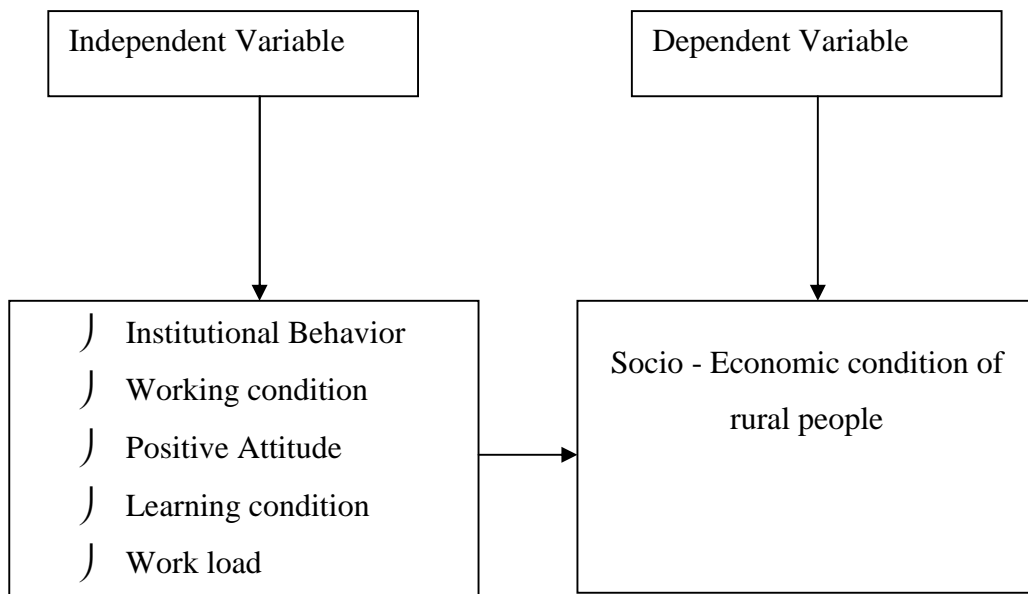 Independent Variable
Dependent Variable
⌡ Institutional Behavior
⌡ Working condition
⌡ Positive Attitude
⌡ Learning condition
⌡ Work load
Socio - Economic condition of
rural people